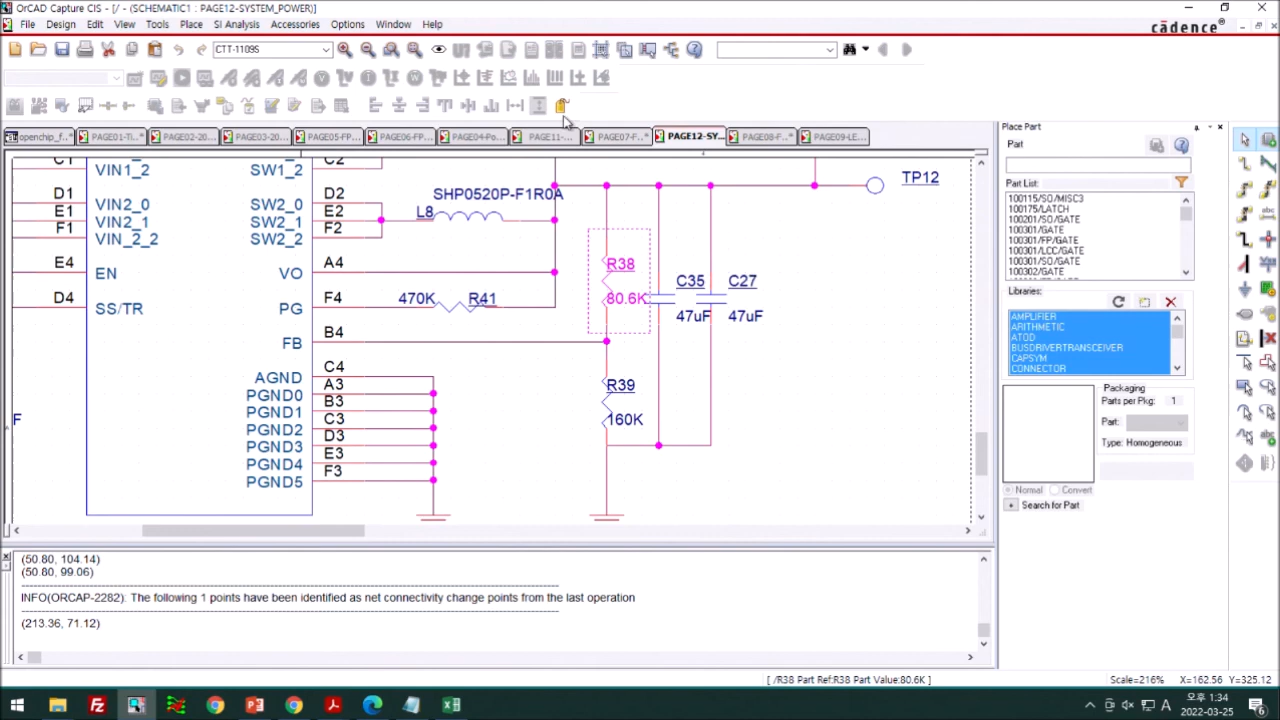 OrCAD Capture CIS - [/ - (SCHEMATIC1 : PAGE12-SYSTEM_POWER)]
File Design Edit View Tools Place SI Analysis Accessories Options Window Help
cādence®
CTT-1109S
openchip_f... PAGE01-Ti...* PAGE02-20... PAGE03-20... PAGE05-FP... PAGE06-FP... PAGE04-Po... PAGE11-... PAGE07-F...* PAGE12-SY... PAGE08-F...* PAGE09-LE...
C1 VIN1_2 SW1_2 C2
D1 VIN2_0 SW2_0 D2
E1 VIN2_1 SW2_1 E2
F1 VIN_2_2 SW2_2 F2
E4 EN VO A4
D4 SS/TR PG F4
FB B4
AGND C4
PGND0 A3
PGND1 B3
PGND2 C3
PGND3 D3
PGND4 E3
PGND5 F3
F
SHP0520P-F1R0A
L8
470K R41
R38
80.6K
R39
160K
C35
47uF
C27
47uF
TP12
Place Part
Part
Part List:
100115/SO/MISC3
100175/LATCH
100201/SO/GATE
100301/GATE
100301/FP/GATE
100301/LCC/GATE
100301/SO/GATE
100302/GATE
Libraries:
AMPLIFIER
ARITHMETIC
ATOD
BUSDRIVERTRANSCEIVER
CAPSYM
CONNECTOR
Packaging
Parts per Pkg: 1
Part:
Type: Homogeneous
Normal Convert
Search for Part
(50.80, 104.14)
(50.80, 99.06)
INFO(ORCAP-2282): The following 1 points have been identified as net connectivity change points from the last operation
(213.36, 71.12)
[ /R38 Part Ref:R38 Part Value:80.6K ] Scale=216% X=162.56 Y=325.12
A 오후 1:34
2022-03-25
6